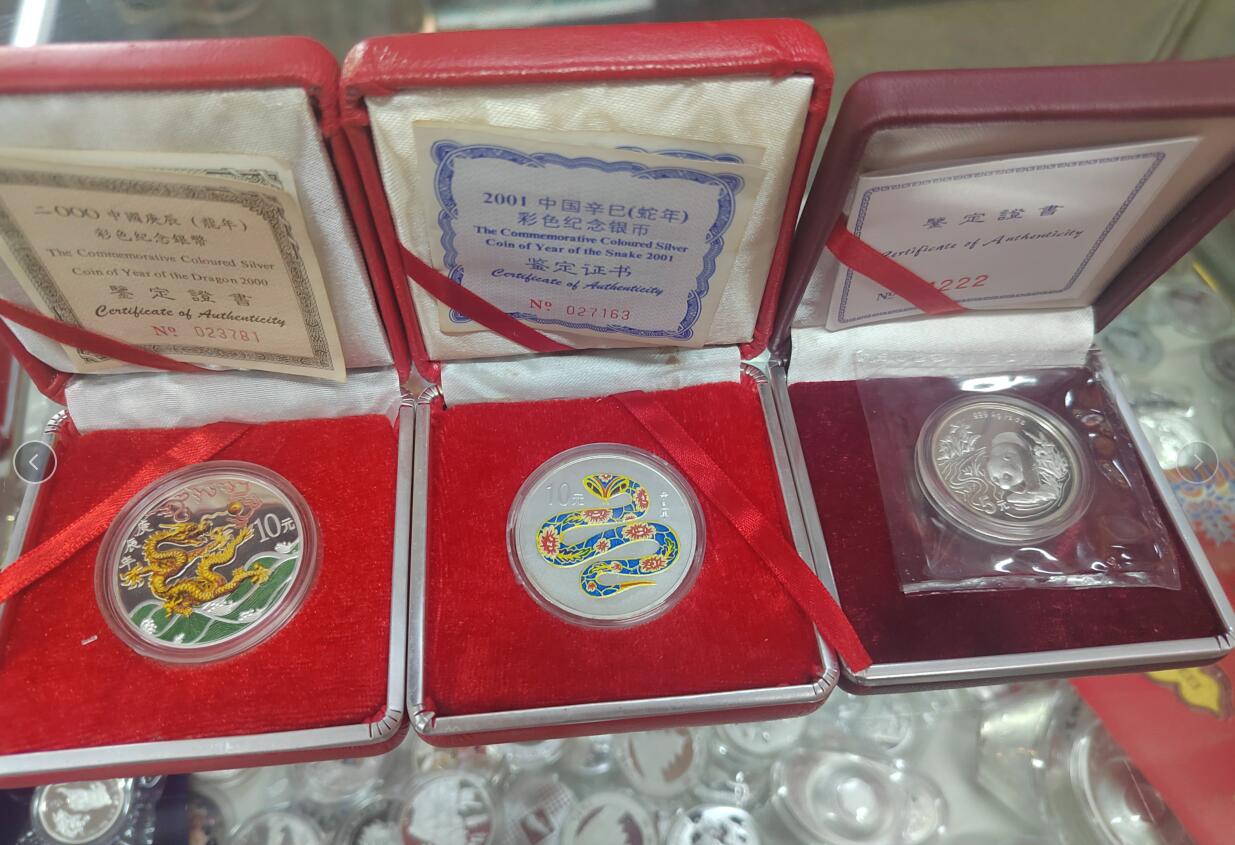 二〇〇〇 中國庚辰（龍年）
彩色紀念銀幣
The Commemorative Coloured Silver
Coin of Year of the Dragon 2000
鑒定證書
Certificate of Authenticity
Nº 023781
2001 中国辛巳(蛇年)
彩色纪念银币
The Commemorative Coloured Silver
Coin of Year of the Snake 2001
鉴定证书
Certificate of Authenticity
Nº 027163
鑒定證書
Certificate of Authenticity
Nº 222
庚辰年
10元
10元
5元